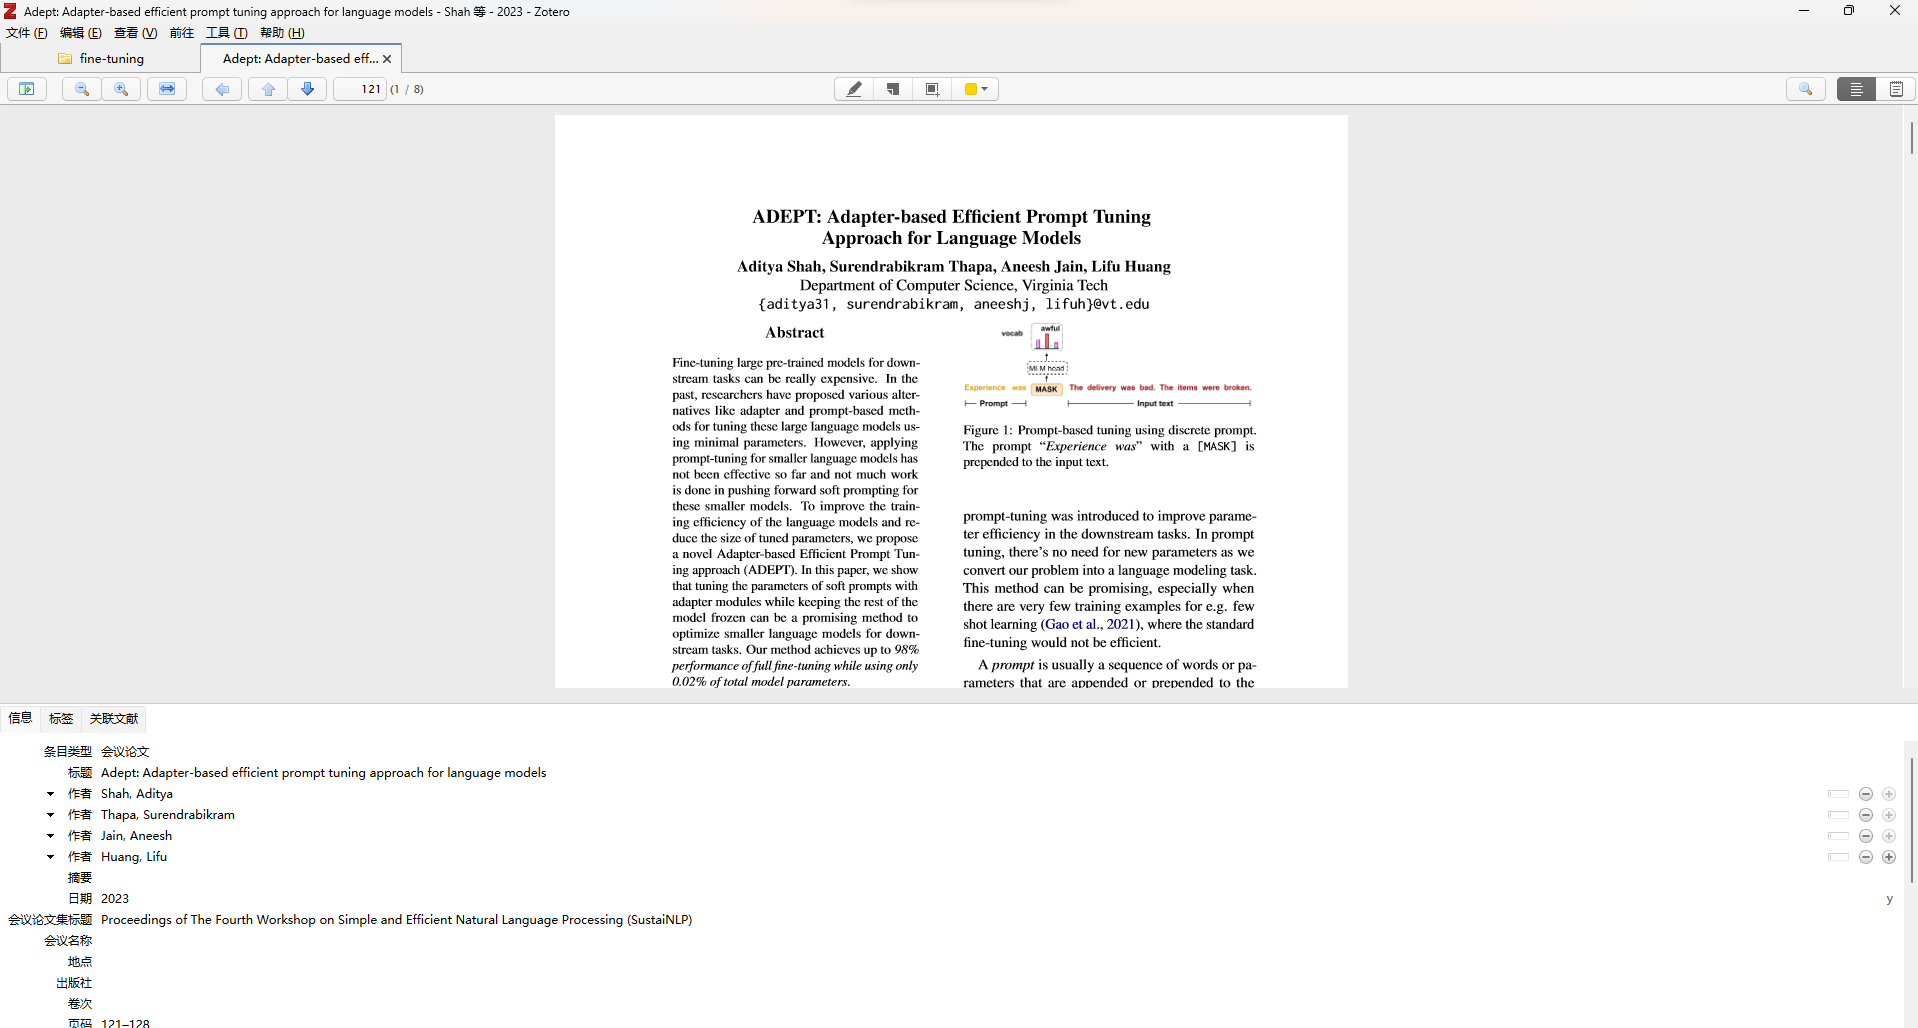 Adept: Adapter-based efficient prompt tuning approach for language models - Shah 等 - 2023 - Zotero
文件 (F) 编辑 (E) 查看 (V) 前往 工具 (T) 帮助 (H)
fine-tuning
Adept: Adapter-based eff...
121 (1 / 8)
ADEPT: Adapter-based Efficient Prompt Tuning
Approach for Language Models
Aditya Shah, Surendrabikram Thapa, Aneesh Jain, Lifu Huang
Department of Computer Science, Virginia Tech
{aditya31, surendrabikram, aneeshj, lifuh}@vt.edu
Abstract
Fine-tuning large pre-trained models for down-
stream tasks can be really expensive. In the
past, researchers have proposed various alter-
natives like adapter and prompt-based meth-
ods for tuning these large language models us-
ing minimal parameters. However, applying
prompt-tuning for smaller language models has
not been effective so far and not much work
is done in pushing forward soft prompting for
these smaller models. To improve the train-
ing efficiency of the language models and re-
duce the size of tuned parameters, we propose
a novel Adapter-based Efficient Prompt Tun-
ing approach (ADEPT). In this paper, we show
that tuning the parameters of soft prompts with
adapter modules while keeping the rest of the
model frozen can be a promising method to
optimize smaller language models for down-
stream tasks. Our method achieves up to 98%
performance of full fine-tuning while using only
0.02% of total model parameters.
vocab
awful
MLM head
Experience was MASK The delivery was bad. The items were broken.
Prompt Input text
Figure 1: Prompt-based tuning using discrete prompt.
The prompt “Experience was” with a [MASK] is
prepended to the input text.
prompt-tuning was introduced to improve parame-
ter efficiency in the downstream tasks. In prompt
tuning, there’s no need for new parameters as we
convert our problem into a language modeling task.
This method can be promising, especially when
there are very few training examples for e.g. few
shot learning (Gao et al., 2021), where the standard
fine-tuning would not be efficient.
A prompt is usually a sequence of words or pa-
rameters that are appended or prepended to the
信息 标签 关联文献
条目类型 会议论文
标题 Adept: Adapter-based efficient prompt tuning approach for language models
作者 Shah, Aditya
作者 Thapa, Surendrabikram
作者 Jain, Aneesh
作者 Huang, Lifu
摘要
日期 2023 y
会议论文集标题 Proceedings of The Fourth Workshop on Simple and Efficient Natural Language Processing (SustaiNLP)
会议名称
地点
出版社
卷次
页码 121–128